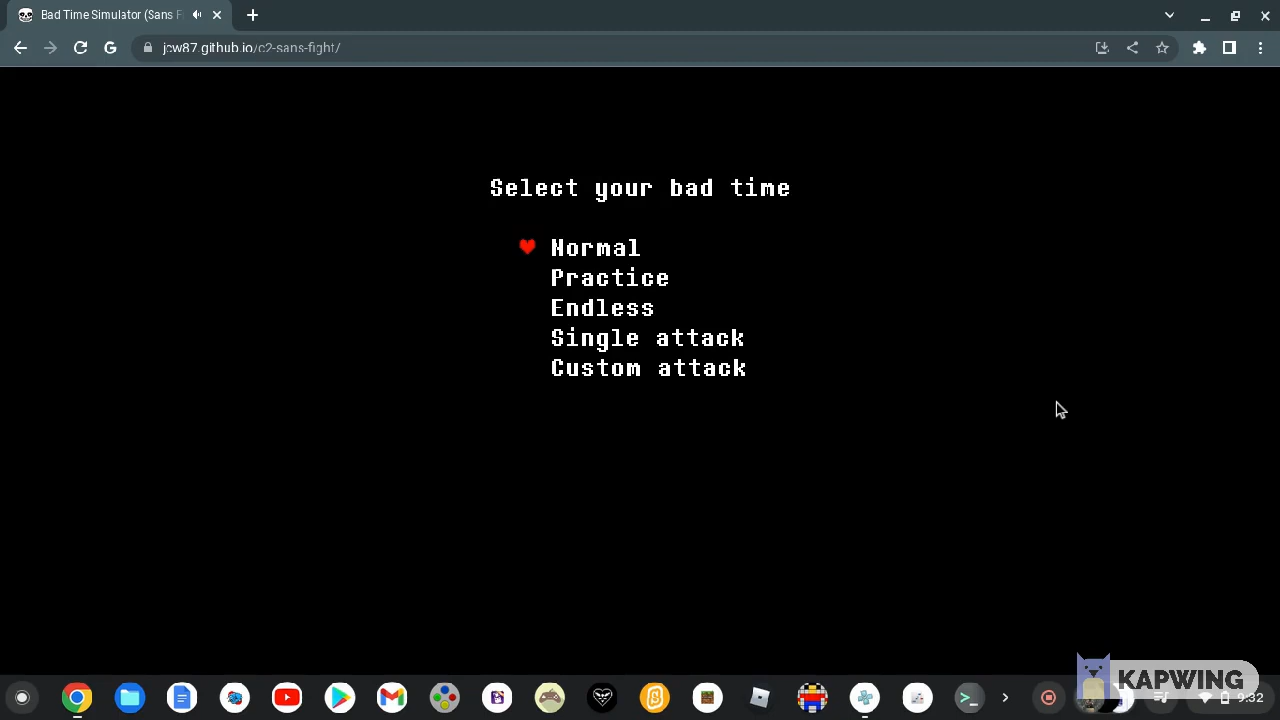 Bad Time Simulator (Sans F
jcw87.github.io/c2-sans-fight/
Select your bad time
Normal
Practice
Endless
Single attack
Custom attack
KAPWING
9:32